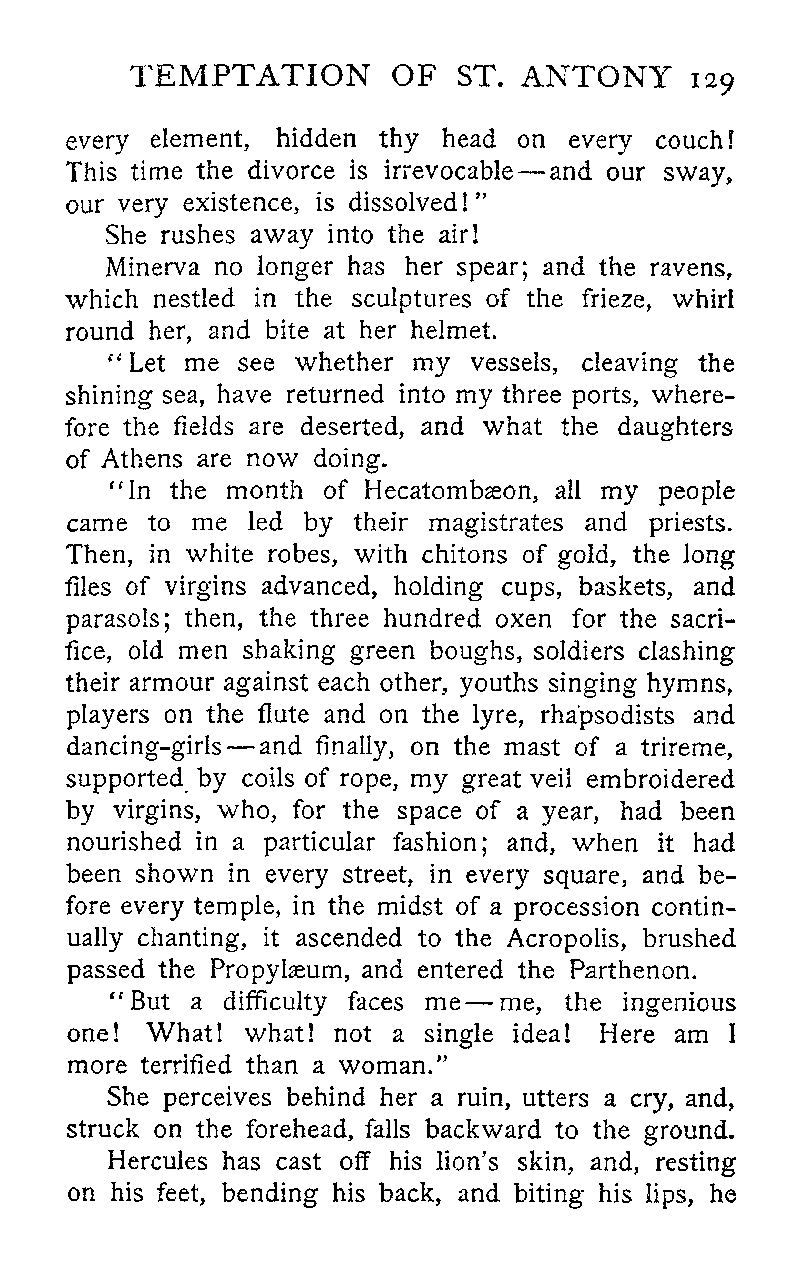 TEMPTATION OF ST. ANTONY 129
every element, hidden thy head on every couch!
This time the divorce is irrevocable—and our sway,
our very existence, is dissolved!"
She rushes away into the air!
Minerva no longer has her spear; and the ravens,
which nestled in the sculptures of the frieze, whirl
round her, and bite at her helmet.
"Let me see whether my vessels, cleaving the
shining sea, have returned into my three ports, where-
fore the fields are deserted, and what the daughters
of Athens are now doing.
"In the month of Hecatombæon, all my people
came to me led by their magistrates and priests.
Then, in white robes, with chitons of gold, the long
files of virgins advanced, holding cups, baskets, and
parasols; then, the three hundred oxen for the sacri-
fice, old men shaking green boughs, soldiers clashing
their armour against each other, youths singing hymns,
players on the flute and on the lyre, rhapsodists and
dancing-girls—and finally, on the mast of a trireme,
supported by coils of rope, my great veil embroidered
by virgins, who, for the space of a year, had been
nourished in a particular fashion; and, when it had
been shown in every street, in every square, and be-
fore every temple, in the midst of a procession contin-
ually chanting, it ascended to the Acropolis, brushed
passed the Propylæum, and entered the Parthenon.
"But a difficulty faces me—me, the ingenious
one! What! what! not a single idea! Here am I
more terrified than a woman."
She perceives behind her a ruin, utters a cry, and,
struck on the forehead, falls backward to the ground.
Hercules has cast off his lion's skin, and, resting
on his feet, bending his back, and biting his lips, he